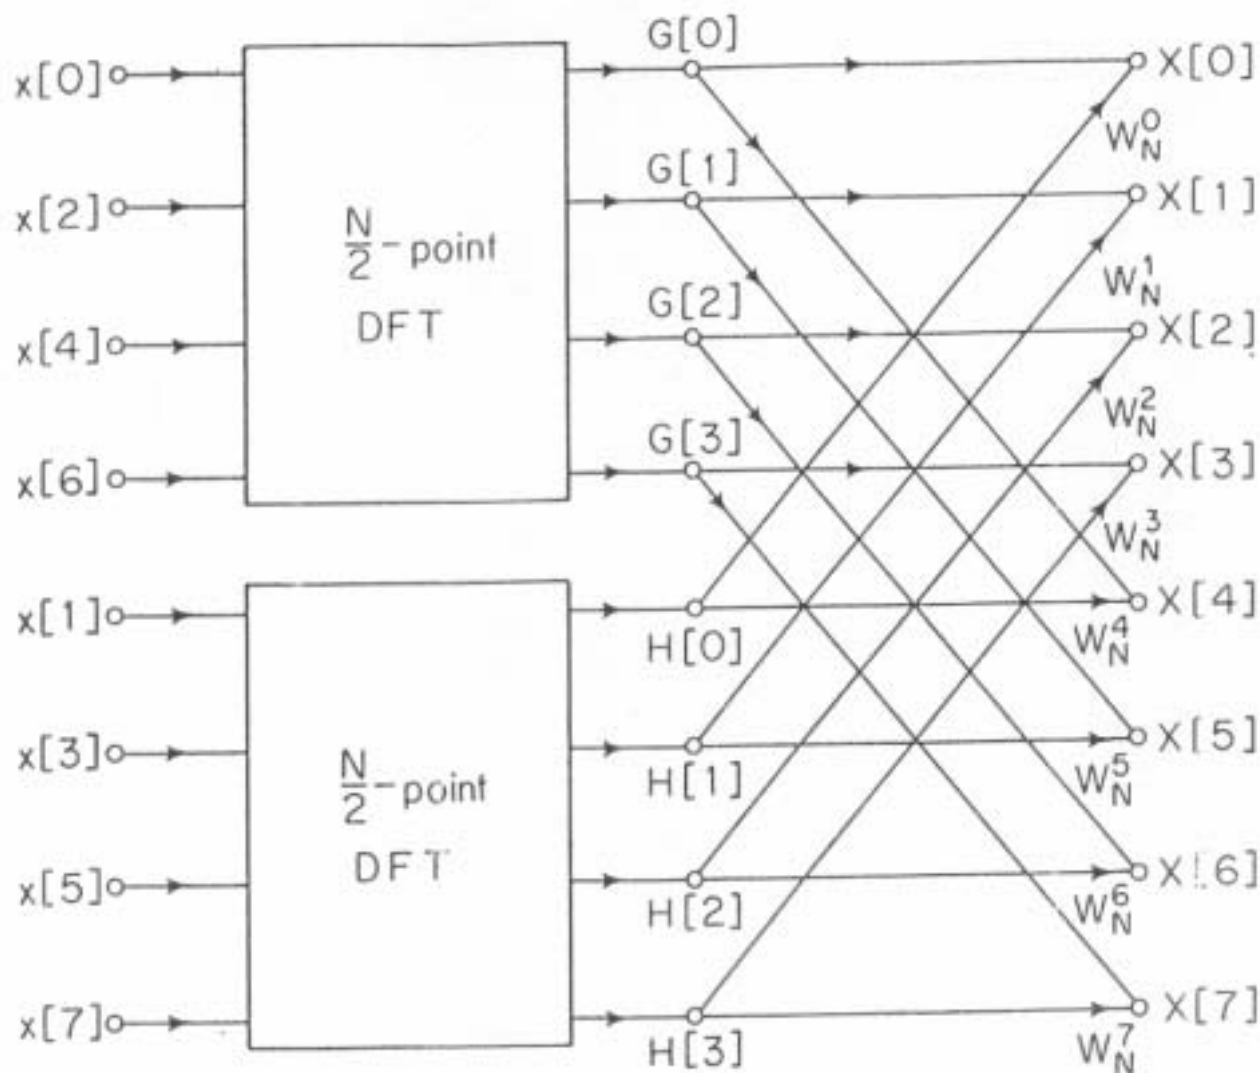 G[0]
x[0] X[0]
W_N^0
G[1]
x[2] X[1]
N/2-point
DFT
W_N^1
G[2]
x[4] X[2]
W_N^2
G[3]
x[6] X[3]
W_N^3
x[1] X[4]
H[0] W_N^4
x[3] X[5]
H[1] W_N^5
N/2-point
DFT
x[5] X[6]
H[2] W_N^6
x[7] X[7]
H[3] W_N^7